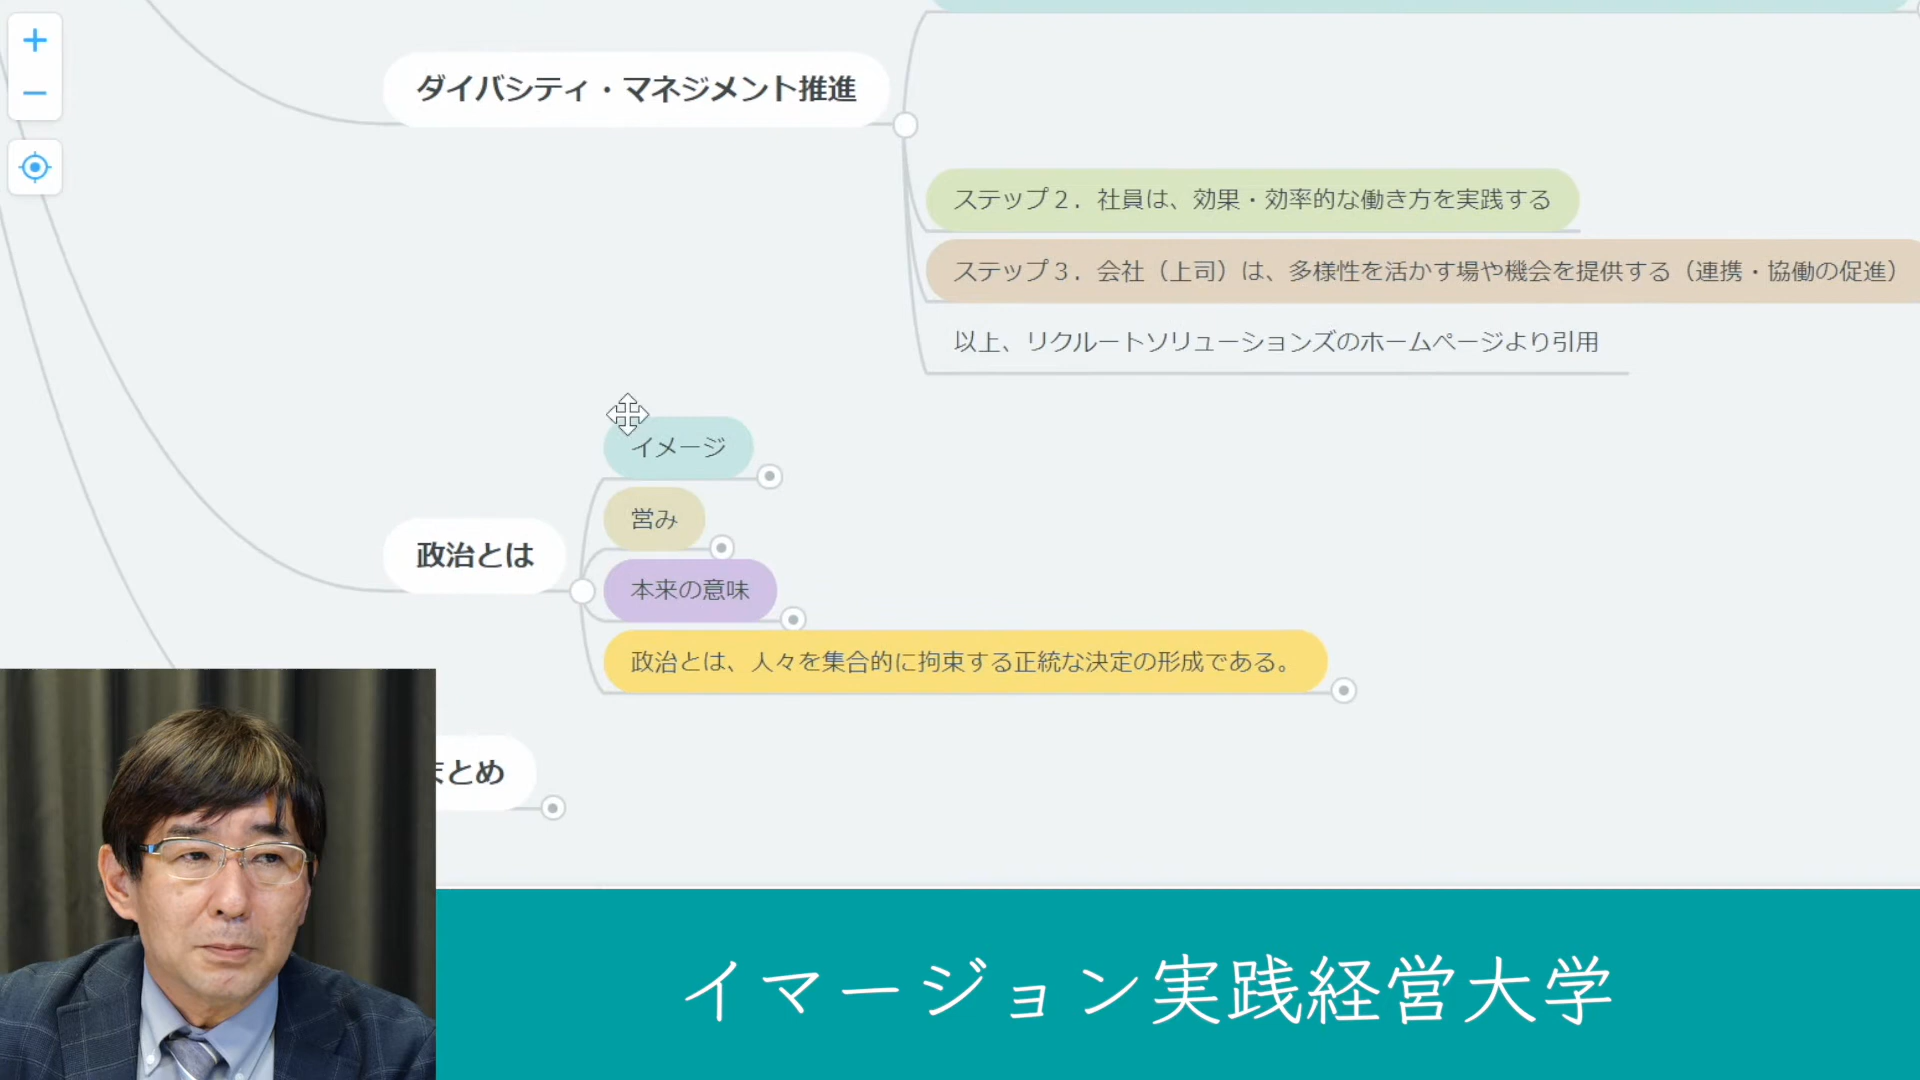 ダイバシティ・マネジメント推進
ステップ２．社員は、効果・効率的な働き方を実践する
ステップ３．会社（上司）は、多様性を活かす場や機会を提供する（連携・協働の促進）
以上、リクルートソリューションズのホームページより引用
イメージ
営み
政治とは
本来の意味
政治とは、人々を集合的に拘束する正統な決定の形成である。
まとめ
イマージョン実践経営大学